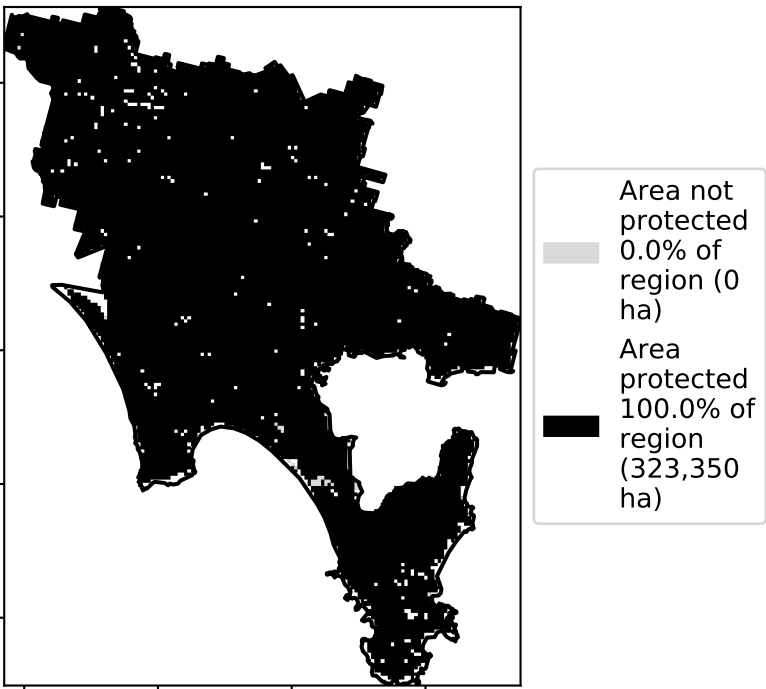 Area not
protected
0.0% of
region (0
ha)
Area
protected
100.0% of
region
(323,350
ha)